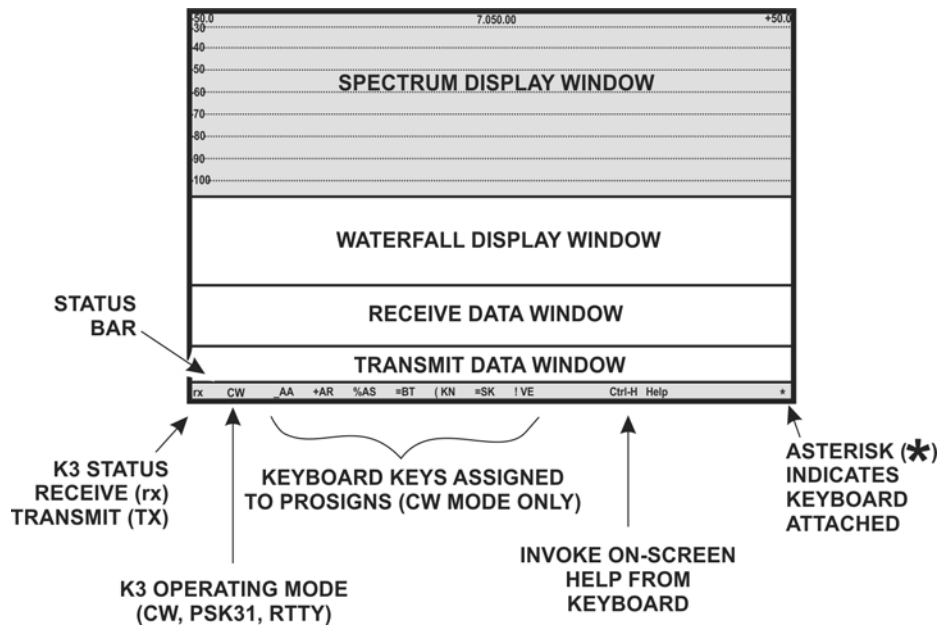 -50.0 7.050.00 +50.0
-30
-40
-50
-60
-70
-80
-90
-100
SPECTRUM DISPLAY WINDOW
WATERFALL DISPLAY WINDOW
RECEIVE DATA WINDOW
TRANSMIT DATA WINDOW
STATUS
BAR
rx CW _AA +AR %AS =BT ( KN =SK ! VE Ctrl-H Help *
K3 STATUS
RECEIVE (rx)
TRANSMIT (TX)
K3 OPERATING MODE
(CW, PSK31, RTTY)
KEYBOARD KEYS ASSIGNED
TO PROSIGNS (CW MODE ONLY)
INVOKE ON-SCREEN
HELP FROM
KEYBOARD
ASTERISK (*)
INDICATES
KEYBOARD
ATTACHED